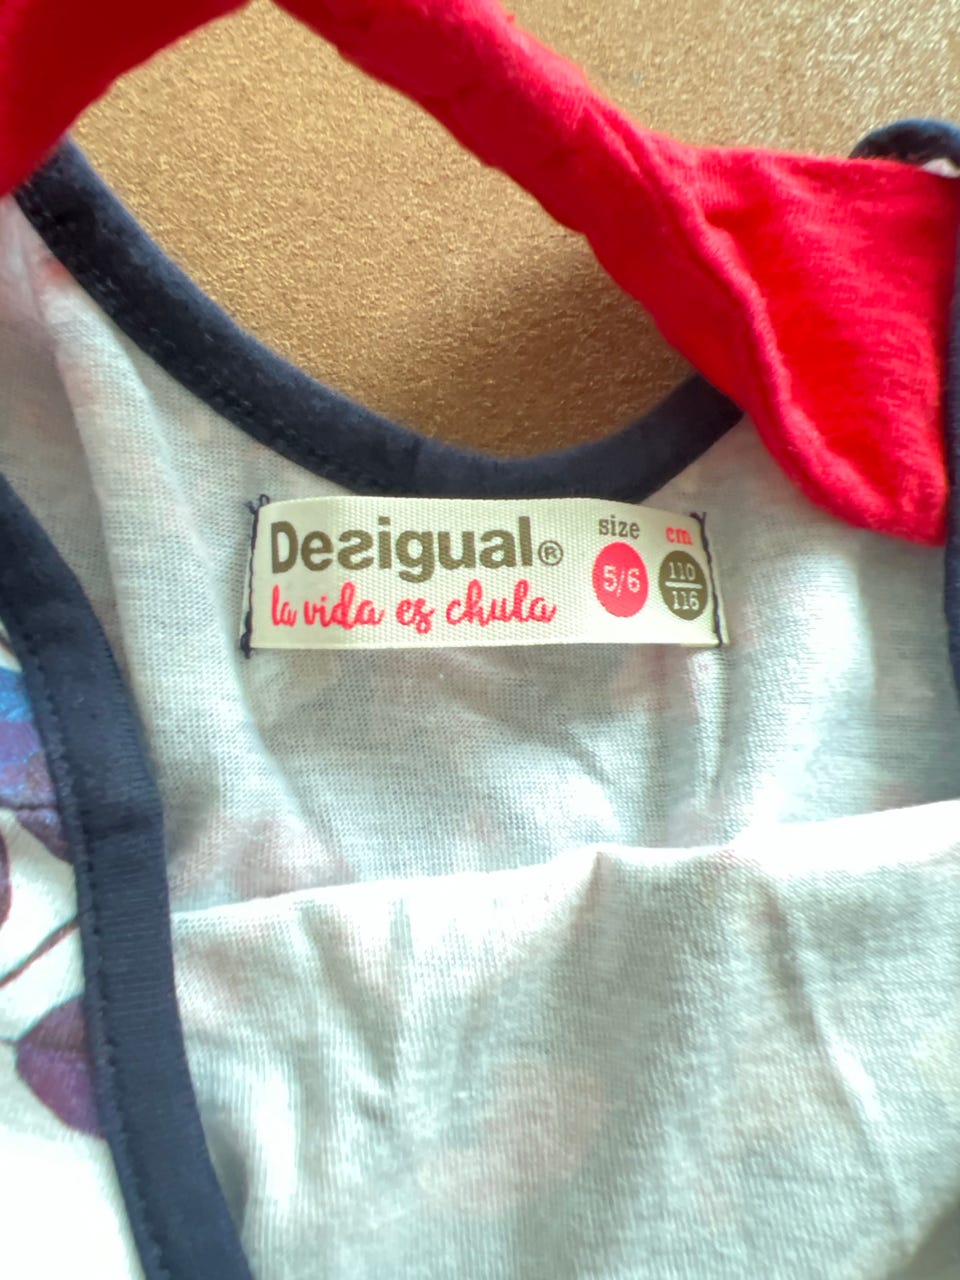 Desigual®
la vida es chula
size
5/6
cm
110
116